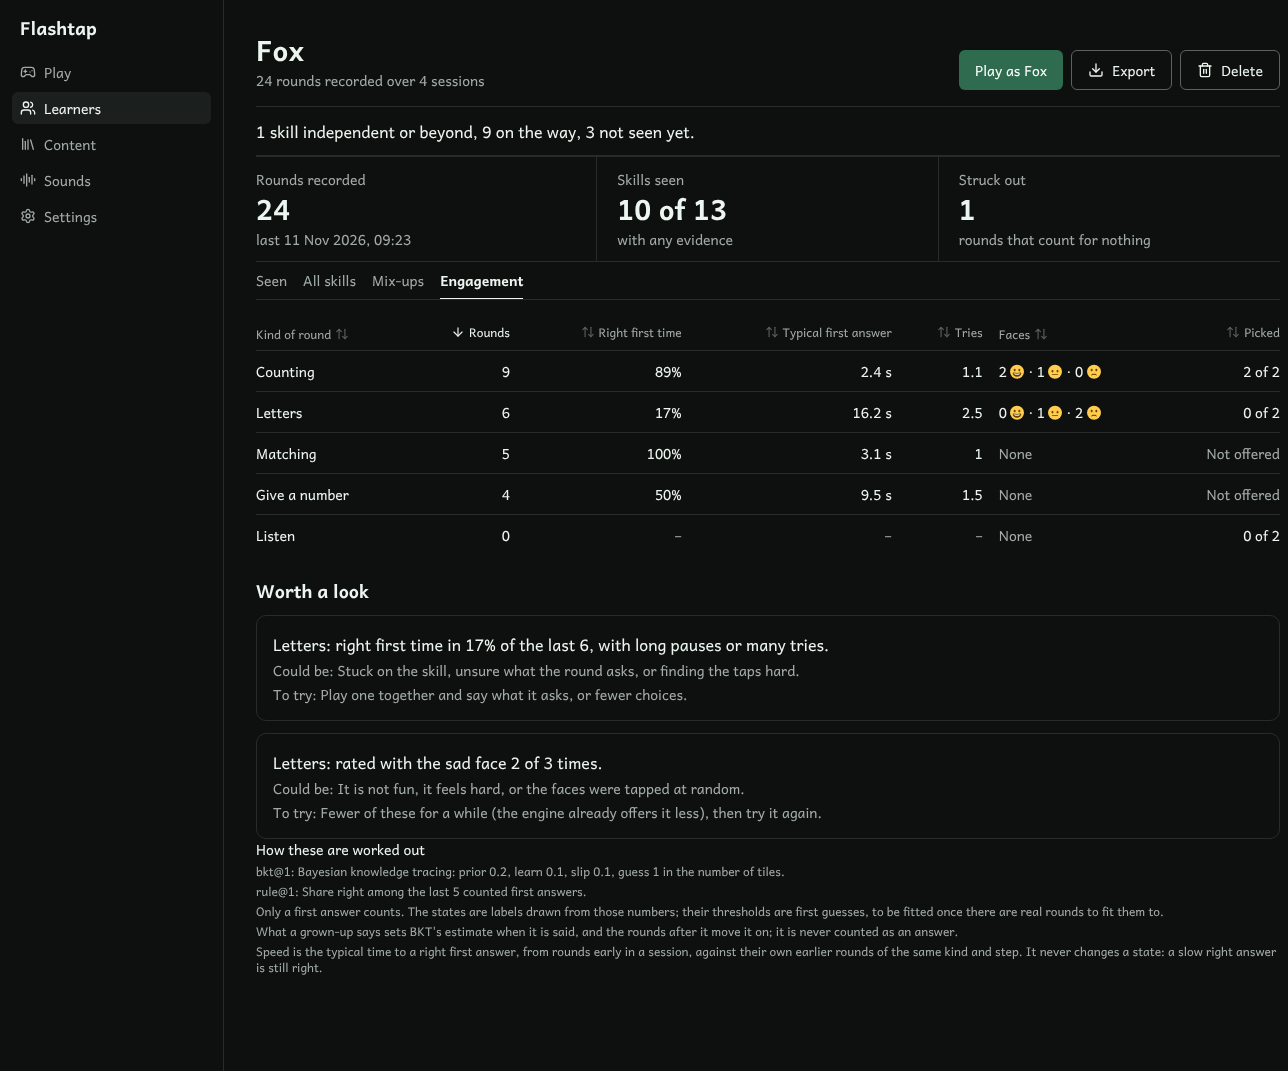 Flashtap
Play
Learners
Content
Sounds
Settings
Fox
24 rounds recorded over 4 sessions
Play as Fox
Export
Delete
1 skill independent or beyond, 9 on the way, 3 not seen yet.
Rounds recorded
24
last 11 Nov 2026, 09:23
Skills seen
10 of 13
with any evidence
Struck out
1
rounds that count for nothing
Seen All skills Mix-ups Engagement
Kind of round Rounds Right first time Typical first answer Tries Faces Picked
Counting 9 89% 2.4 s 1.1 2 😀 · 1 😐 · 0 🙁 2 of 2
Letters 6 17% 16.2 s 2.5 0 😀 · 1 😐 · 2 🙁 0 of 2
Matching 5 100% 3.1 s 1 None Not offered
Give a number 4 50% 9.5 s 1.5 None Not offered
Listen 0 – – – None 0 of 2
Worth a look
Letters: right first time in 17% of the last 6, with long pauses or many tries.
Could be: Stuck on the skill, unsure what the round asks, or finding the taps hard.
To try: Play one together and say what it asks, or fewer choices.
Letters: rated with the sad face 2 of 3 times.
Could be: It is not fun, it feels hard, or the faces were tapped at random.
To try: Fewer of these for a while (the engine already offers it less), then try it again.
How these are worked out
bkt@1: Bayesian knowledge tracing: prior 0.2, learn 0.1, slip 0.1, guess 1 in the number of tiles.
rule@1: Share right among the last 5 counted first answers.
Only a first answer counts. The states are labels drawn from those numbers; their thresholds are first guesses, to be fitted once there are real rounds to fit them to.
What a grown-up says sets BKT's estimate when it is said, and the rounds after it move it on; it is never counted as an answer.
Speed is the typical time to a right first answer, from rounds early in a session, against their own earlier rounds of the same kind and step. It never changes a state: a slow right answer
is still right.